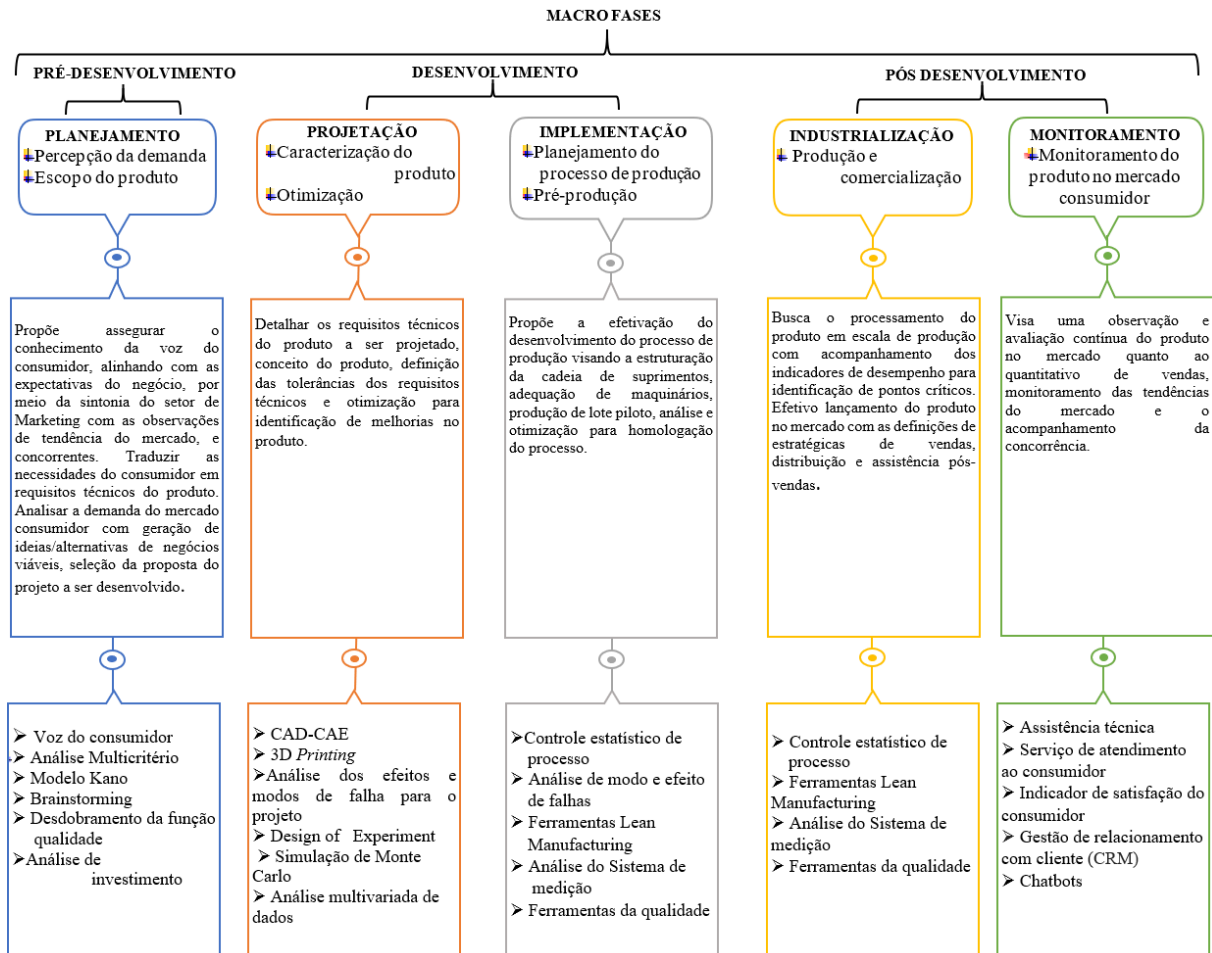 MACRO FASES
PRÉ-DESENVOLVIMENTO
DESENVOLVIMENTO
PÓS DESENVOLVIMENTO
PLANEJAMENTO
Percepção da demanda
Escopo do produto
PROJETAÇÃO
Caracterização do
produto
Otimização
IMPLEMENTAÇÃO
Planejamento do
processo de produção
Pré-produção
INDUSTRIALIZAÇÃO
Produção e
comercialização
MONITORAMENTO
Monitoramento do
produto no mercado
consumidor
Propõe assegurar o
conhecimento da voz do
consumidor, alinhando com as
expectativas do negócio, por
meio da sintonia do setor de
Marketing com as observações
de tendência do mercado, e
concorrentes. Traduzir as
necesidades do consumidor em
requisitos técnicos do produto.
Analisar a demanda do mercado
consumidor com geração de
ideias/alternativas de negócios
viáveis, seleção da proposta do
projeto a ser desenvolvido.
Detalhar os requisitos técnicos
do produto a ser projetado,
conceito do produto, definição
das tolerâncias dos requisitos
técnicos e otimização para
identificação de melhorias no
produto.
Propõe a efetivação do
desenvolvimento do processo de
produção visando a estruturação
da cadeia de suprimentos,
adequação de maquinários,
produção de lote piloto, análise e
otimização para homologação
do processo.
Busca o processamento do
produto em escala de produção
com acompanhamento dos
indicadores de desempenho para
identificação de pontos críticos.
Efetivo lançamento do produto
no mercado com as definições de
estratégicas de vendas,
distribuição e assistência pós-
vendas.
Visa uma observação e
avaliação contínua do produto
no mercado quanto ao
quantitativo de vendas,
monitoramento das tendências
do mercado e o
acompanhamento da
concorrência.
➢ Voz do consumidor
➢ Análise Multicritério
➢ Modelo Kano
➢ Brainstorming
➢ Desdobramento da função
qualidade
➢Análise de
investimento
➢ CAD-CAE
➢ 3D Printing
➢Análise dos efeitos e
modos de falha para o
projeto
➢ Design of Experiment
➢ Simulação de Monte
Carlo
➢ Análise multivariada de
dados
➢Controle estatístico de
processo
➢ Análise de modo e efeito
de falhas
➢ Ferramentas Lean
Manufacturing
➢ Análise do Sistema de
medição
➢ Ferramentas da qualidade
➢ Controle estatístico de
processo
➢ Ferramentas Lean
Manufacturing
➢ Análise do Sistema de
medição
➢ Ferramentas da qualidade
➢ Assistência técnica
➢ Serviço de atendimento
ao consumidor
➢ Indicador de satisfação do
consumidor
➢ Gestão de relacionamento
com cliente (CRM)
➢ Chatbots